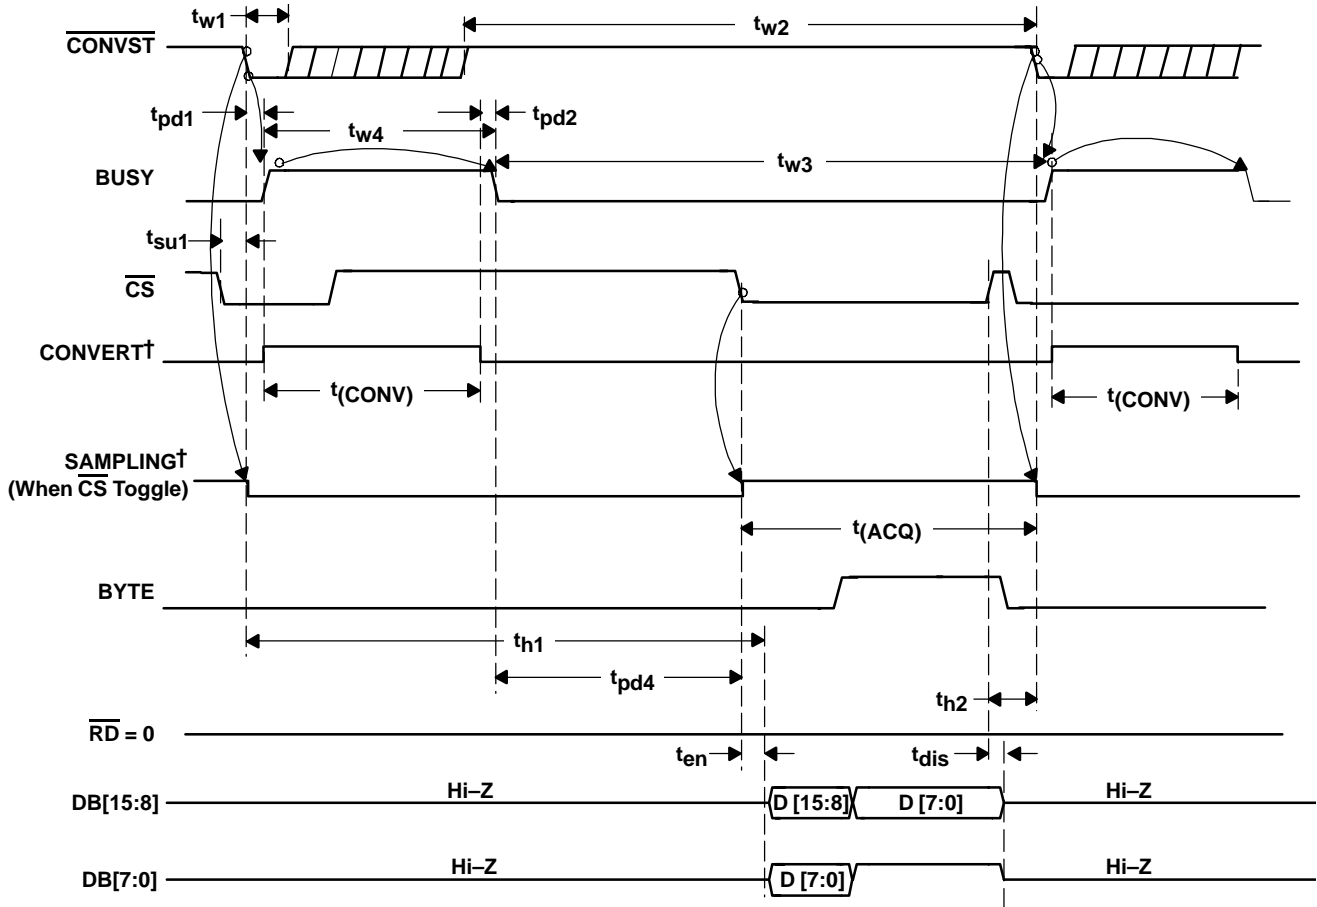 tw1
tw2
CONVST
tpd1
tw4
tpd2
tw3
BUSY
tsu1
CS
CONVERT†
t(CONV)
t(CONV)
SAMPLING†
(When CS Toggle)
t(ACQ)
BYTE
th1
tpd4
th2
RD = 0
ten
tdis
DB[15:8]
Hi–Z
D [15:8]
D [7:0]
Hi–Z
DB[7:0]
Hi–Z
D [7:0]
Hi–Z